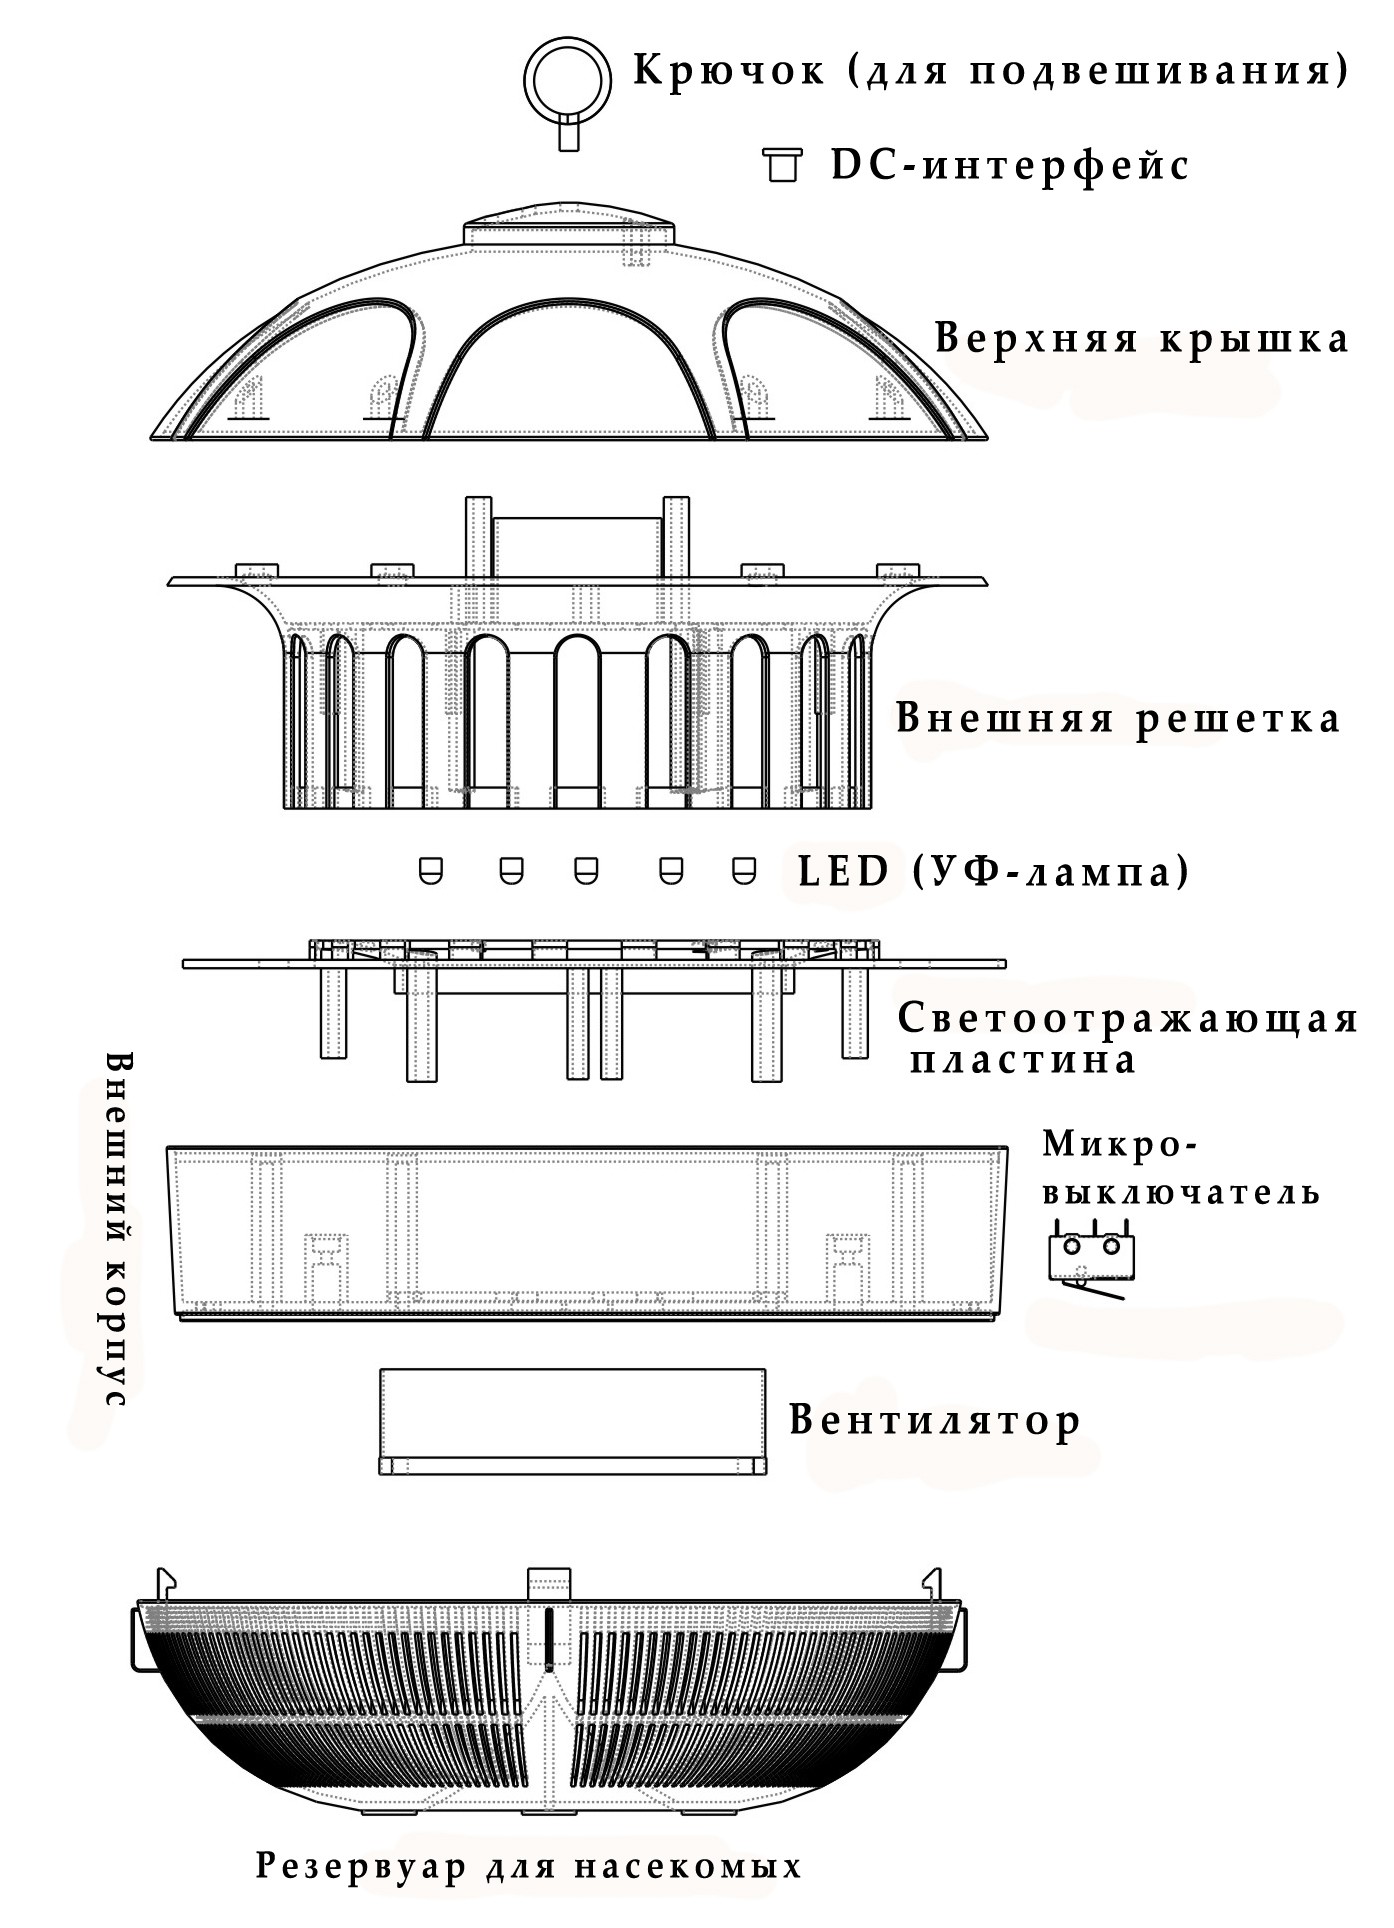 Крючок (для подвешивания)
DC-интерфейс
Верхняя крышка
Внешняя решетка
LED (УФ-лампа)
Светоотражающая
пластина
Внешний корпус
Микро-
выключатель
Вентилятор
Резервуар для насекомых